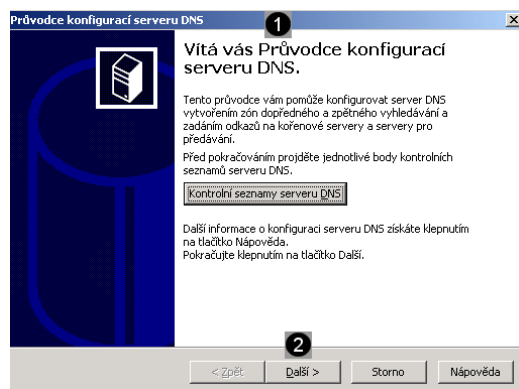 Průvodce konfigurací serveru DNS
1
Vítá vás Průvodce konfigurací
serveru DNS.
Tento průvodce vám pomůže konfigurovat server DNS
vytvořením zón dopředného a zpětného vyhledávání a
zadáním odkazů na kořenové servery a servery pro
předávání.
Před pokračováním projděte jednotlivé body kontrolních
seznamů serveru DNS.
Kontrolní seznamy serveru DNS
Další informace o konfiguraci serveru DNS získáte klepnutím
na tlačítko Nápověda.
Pokračujte klepnutím na tlačítko Další.
2
< Zpět Další > Storno Nápověda